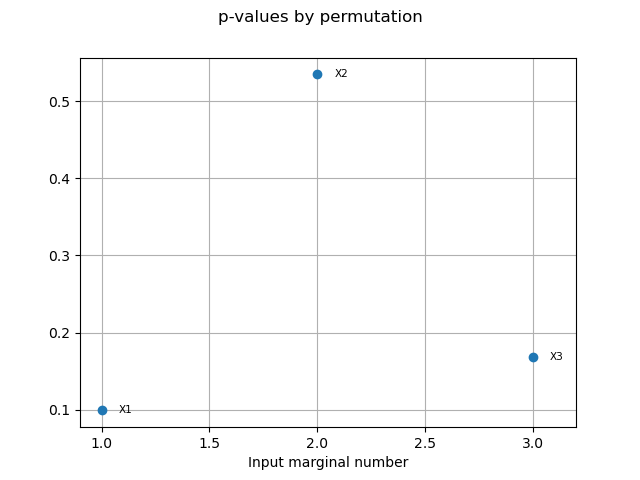 p-values by permutation
0.5
0.4
0.3
0.2
0.1
X2
X3
X1
1.0 1.5 2.0 2.5 3.0
Input marginal number